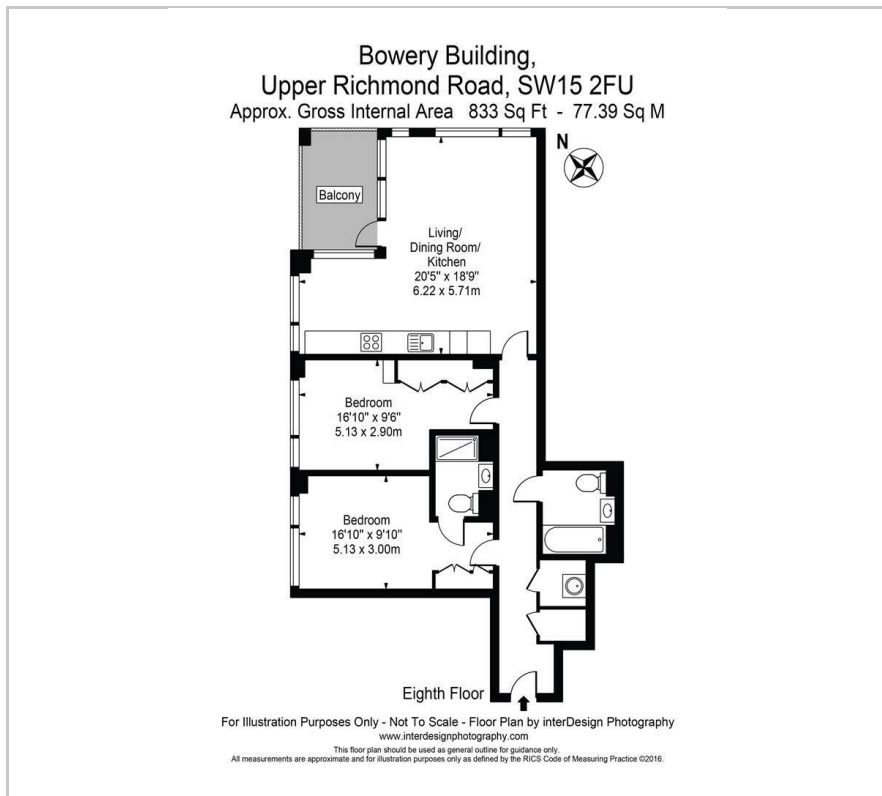 Bowery Building,
Upper Richmond Road, SW15 2FU
Approx. Gross Internal Area 833 Sq Ft - 77.39 Sq M
N
Balcony
Living/
Dining Room/
Kitchen
20'5" x 18'9"
6.22 x 5.71m
Bedroom
16'10" x 9'6"
5.13 x 2.90m
Bedroom
16'10" x 9'10"
5.13 x 3.00m
Eighth Floor
For Illustration Purposes Only - Not To Scale - Floor Plan by interDesign Photography
www.interdesignphotography.com
This floor plan should be used as general outline for guidance only.
All measurements are approximate and for illustration purposes only as defined by the RICS Code of Measuring Practice ©2016.